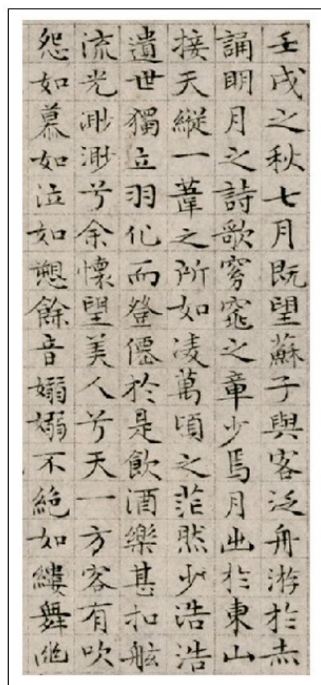 壬戌之秋七月既望蘇子與客泛舟游於赤
誦明月之詩歌窈窕之章少焉月出於東山
接天縱一葦之所如凌萬頃之茫然少浩浩
遺世獨立羽化而登僊於是飲酒樂甚扣舷
流光渺渺兮余懷望美人兮天一方客有吹
怨如慕如泣如愬餘音嫋嫋不絕如縷舞幽